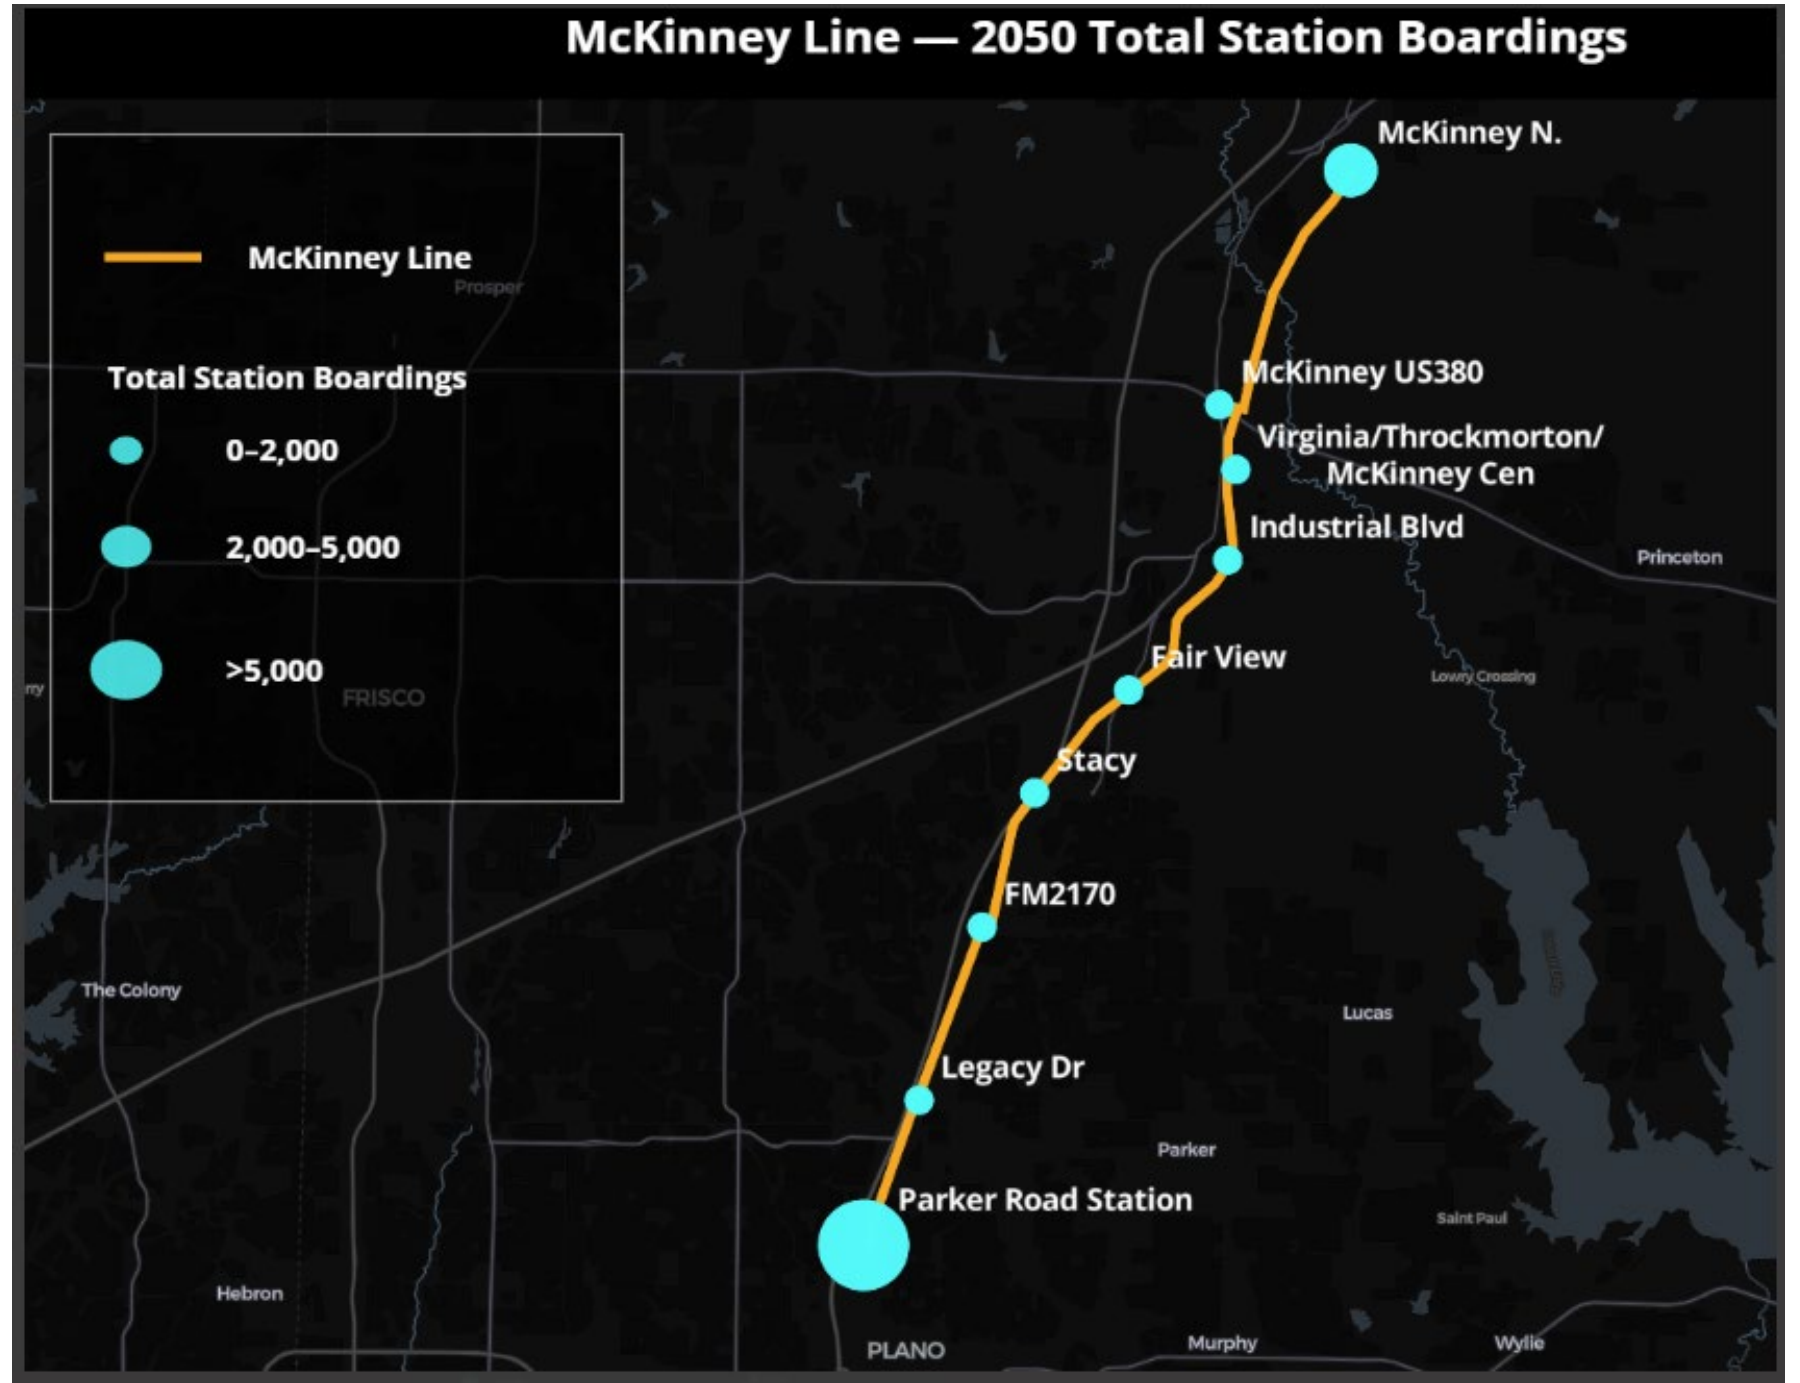 McKinney Line — 2050 Total Station Boardings
McKinney Line
Prosper
Total Station Boardings
0–2,000
2,000–5,000
>5,000
FRISCO
rry
McKinney N.
McKinney US380
Virginia/Throckmorton/
McKinney Cen
Industrial Blvd
Princeton
Fair View
Lowry Crossing
Stacy
FM2170
The Colony
Lucas
Legacy Dr
Parker
Parker Road Station
Saint Paul
Hebron
PLANO
Murphy
Wylie